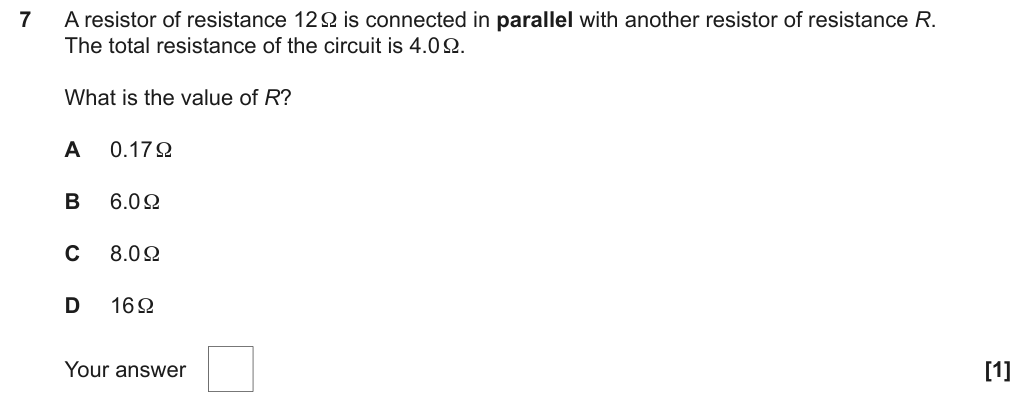 7 A resistor of resistance 12 Ω is connected in parallel with another resistor of resistance R.
The total resistance of the circuit is 4.0 Ω.
What is the value of R?
A 0.17 Ω
B 6.0 Ω
C 8.0 Ω
D 16 Ω
Your answer [1]